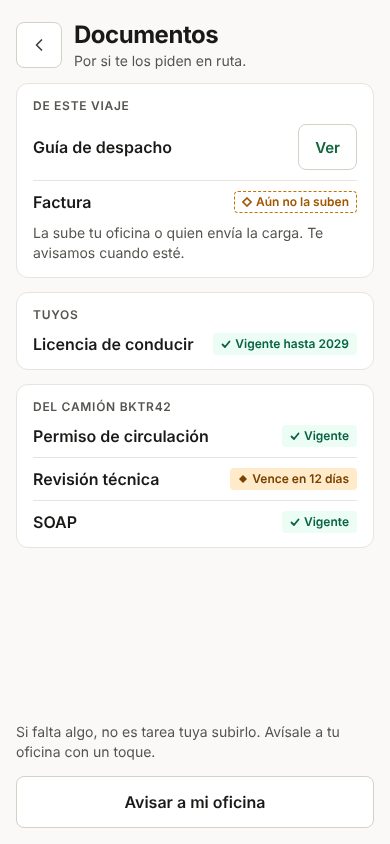 Documentos
Por si te los piden en ruta.
DE ESTE VIAJE
Guía de despacho
Ver
Factura
Aún no la suben
La sube tu oficina o quien envía la carga. Te
avisamos cuando esté.
TUYOS
Licencia de conducir
Vigente hasta 2029
DEL CAMIÓN BKTR42
Permiso de circulación
Vigente
Revisión técnica
Vence en 12 días
SOAP
Vigente
Si falta algo, no es tarea tuya subirlo. Avísale a tu
oficina con un toque.
Avisar a mi oficina